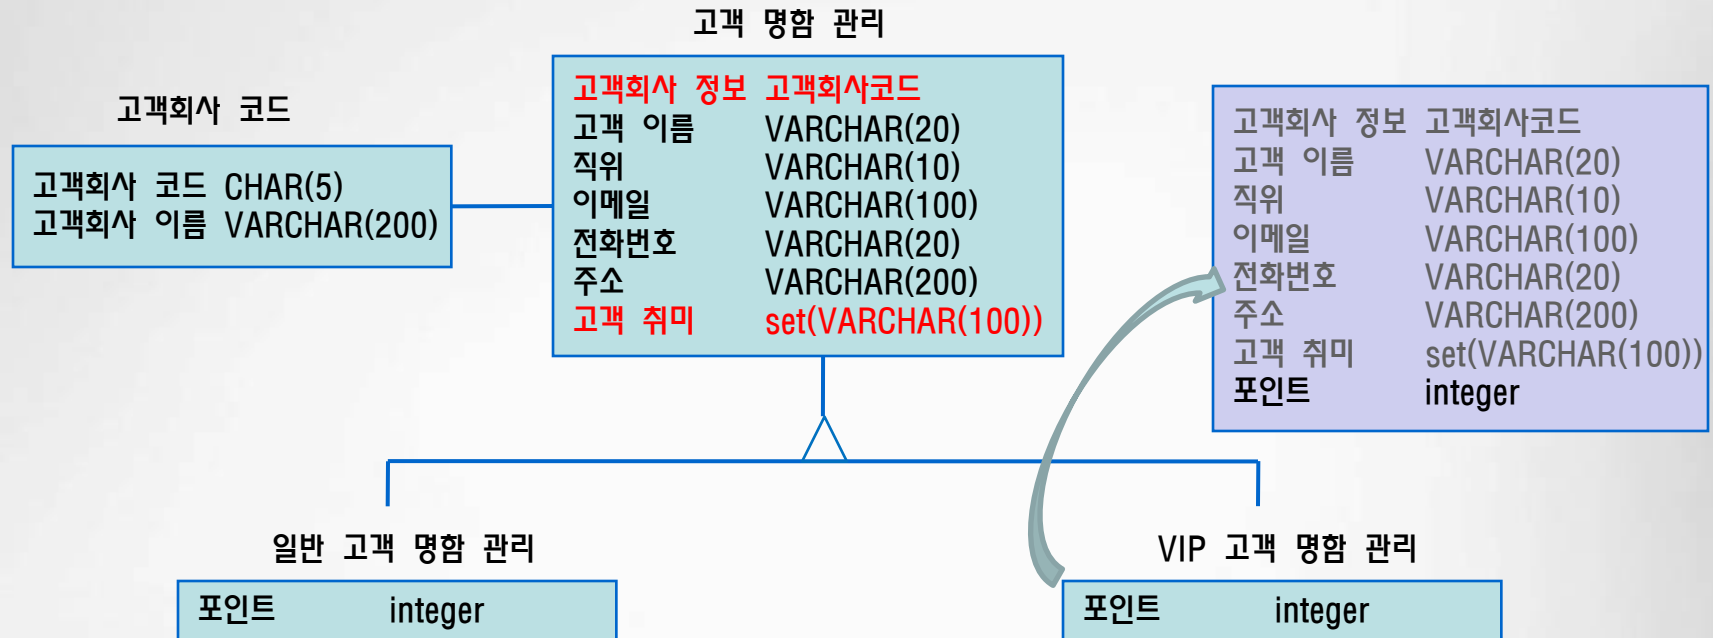 고객 명함 관리
고객회사 코드
고객회사 코드 CHAR(5)
고객회사 이름 VARCHAR(200)
고객회사 정보 고객회사코드
고객 이름 VARCHAR(20)
직위 VARCHAR(10)
이메일 VARCHAR(100)
전화번호 VARCHAR(20)
주소 VARCHAR(200)
고객 취미 set(VARCHAR(100))
고객회사 정보 고객회사코드
고객 이름 VARCHAR(20)
직위 VARCHAR(10)
이메일 VARCHAR(100)
전화번호 VARCHAR(20)
주소 VARCHAR(200)
고객 취미 set(VARCHAR(100))
포인트 integer
일반 고객 명함 관리
포인트 integer
VIP 고객 명함 관리
포인트 integer